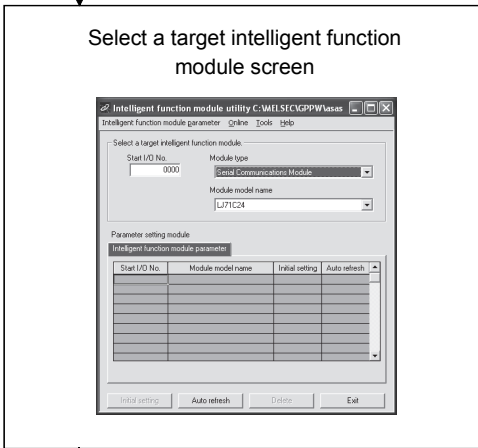 Select a target intelligent function
module screen
Intelligent function module utility C:\MELSEC\GPPW\asas
Intelligent function module parameter Online Tools Help
Select a target intelligent function module.
Start I/O No.
0000
Module type
Serial Communications Module
Module model name
LJ71C24
Parameter setting module
Intelligent function module parameter
Start I/O No. Module model name Initial setting Auto refresh
Initial setting Auto refresh Delete Exit